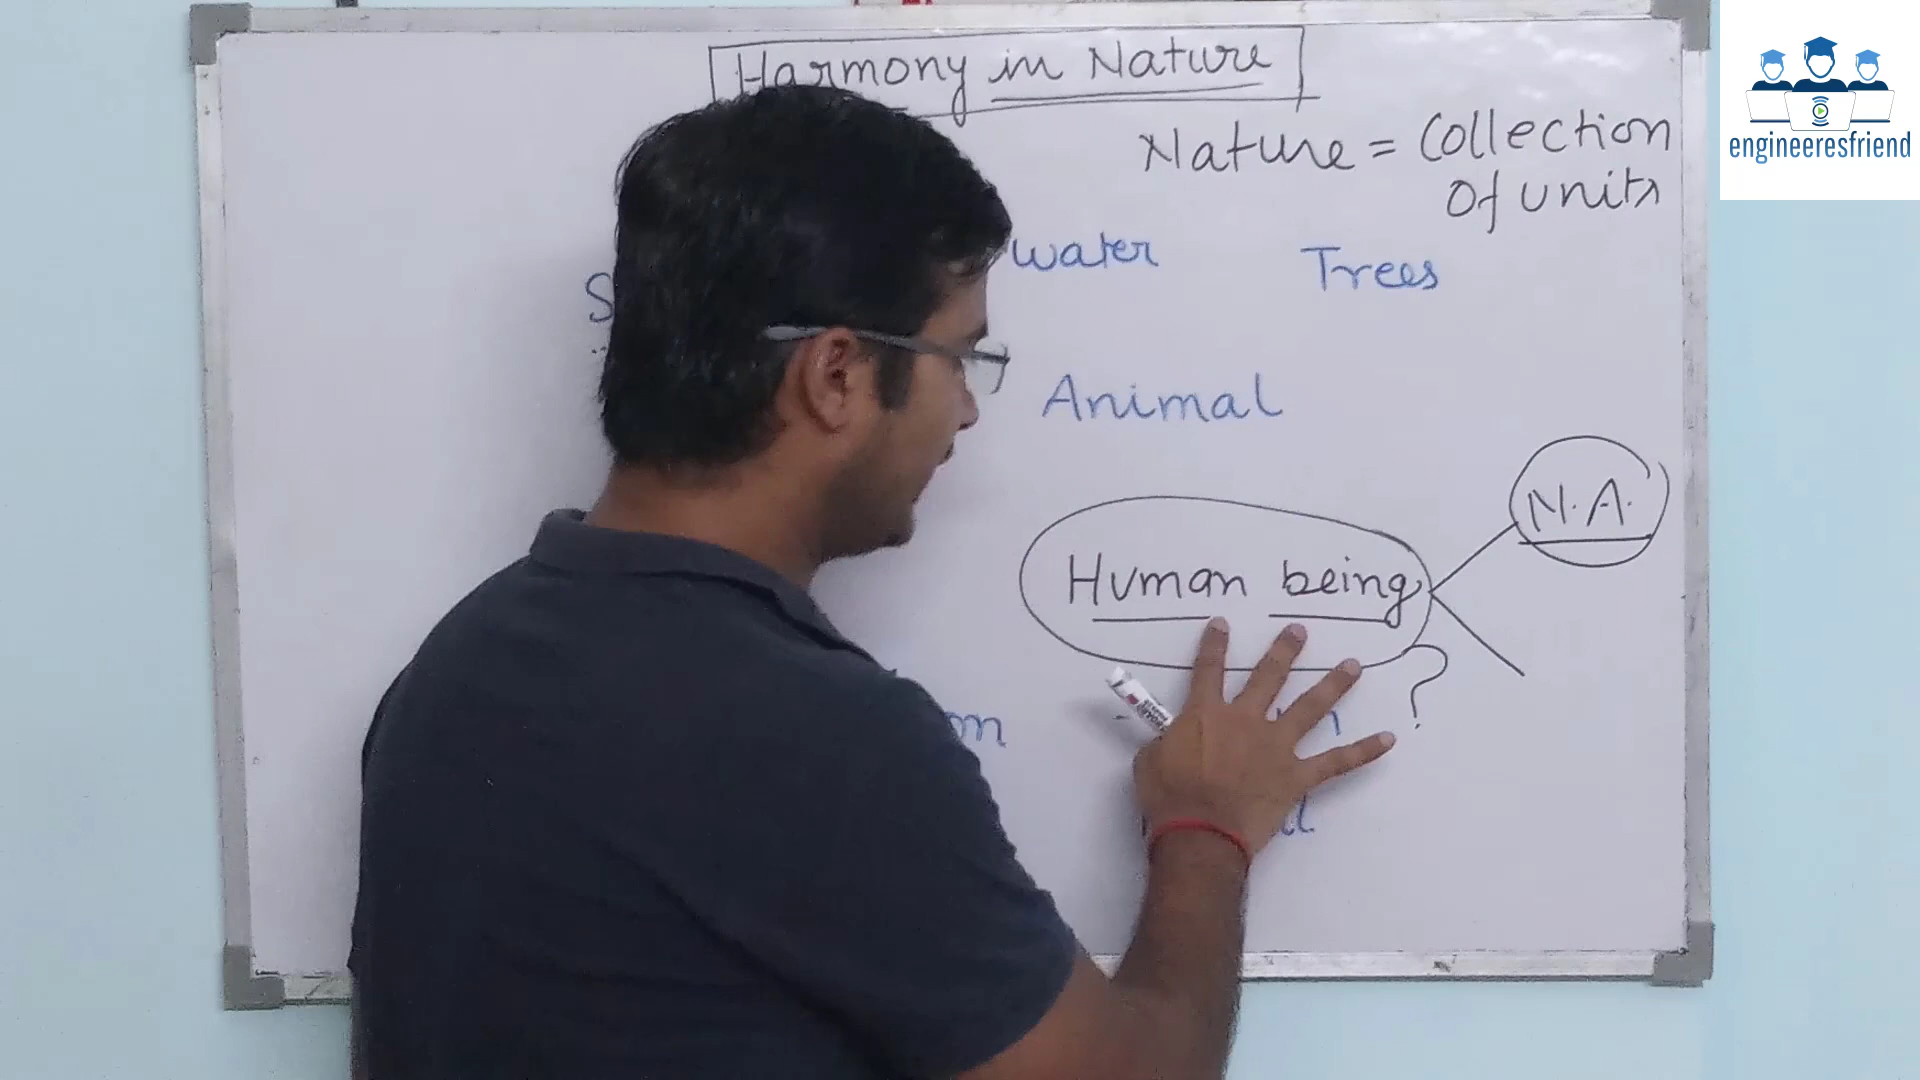 Harmony in Nature
Nature = Collection
of units
water
Trees
Animal
N.A.
Human being
?
engineeresfriend